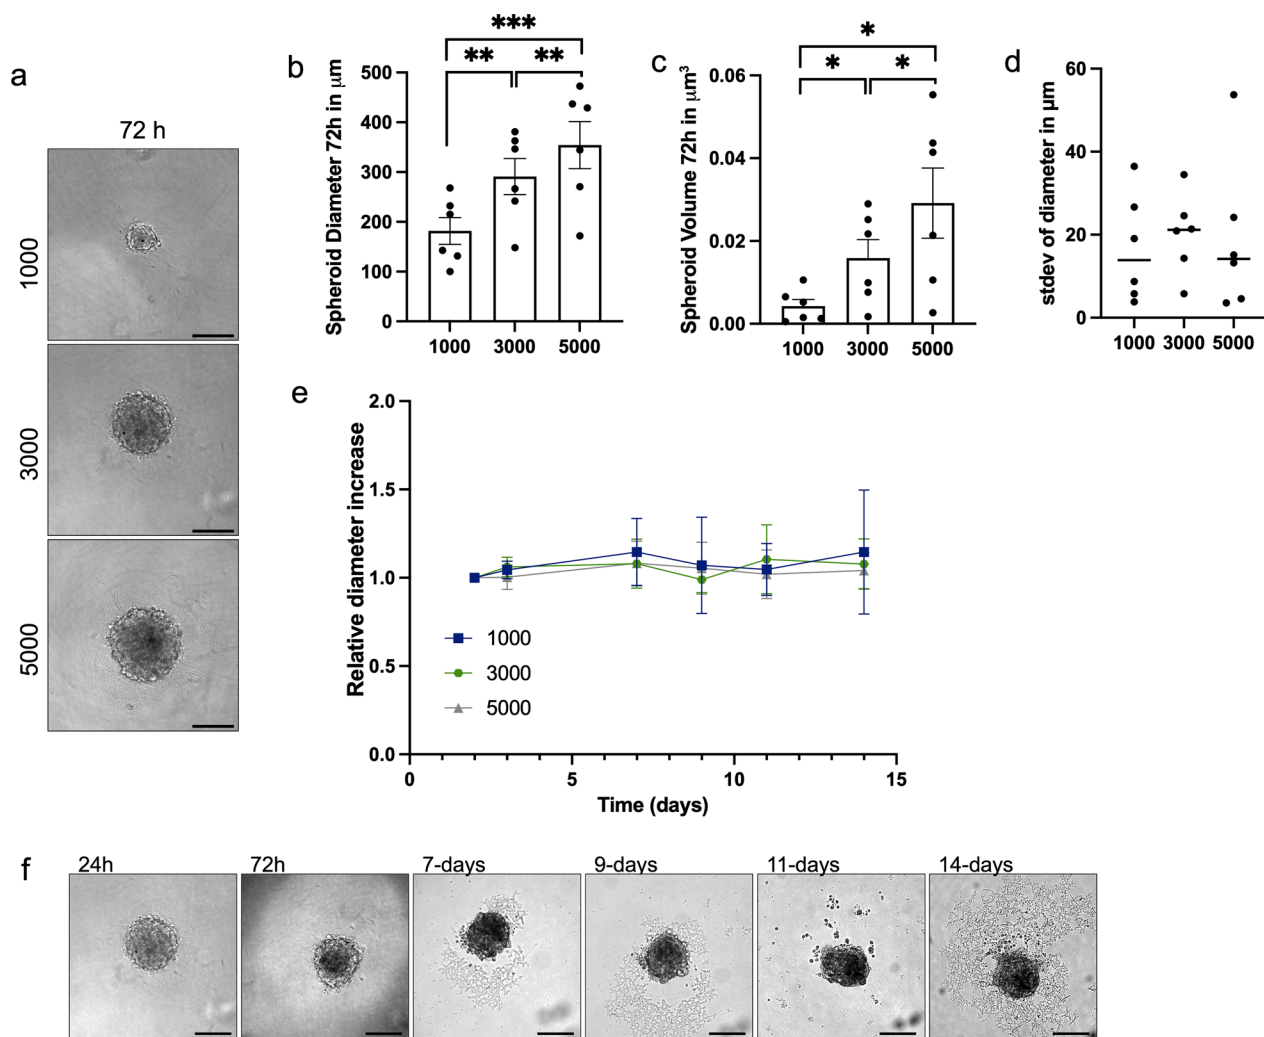 a
72 h
1000
3000
5000
b
Spheroid Diameter 72h in μm
***
** **
500
400
300
200
100
0
1000 3000 5000
c
Spheroid Volume 72h in μm³
*
* *
0.06
0.04
0.02
0.00
1000 3000 5000
d
stdev of diameter in μm
60
40
20
0
1000 3000 5000
e
Relative diameter increase
2.0
1.5
1.0
0.5
0.0
1000
3000
5000
0 5 10 15
Time (days)
f
24h 72h 7-days 9-days 11-days 14-days